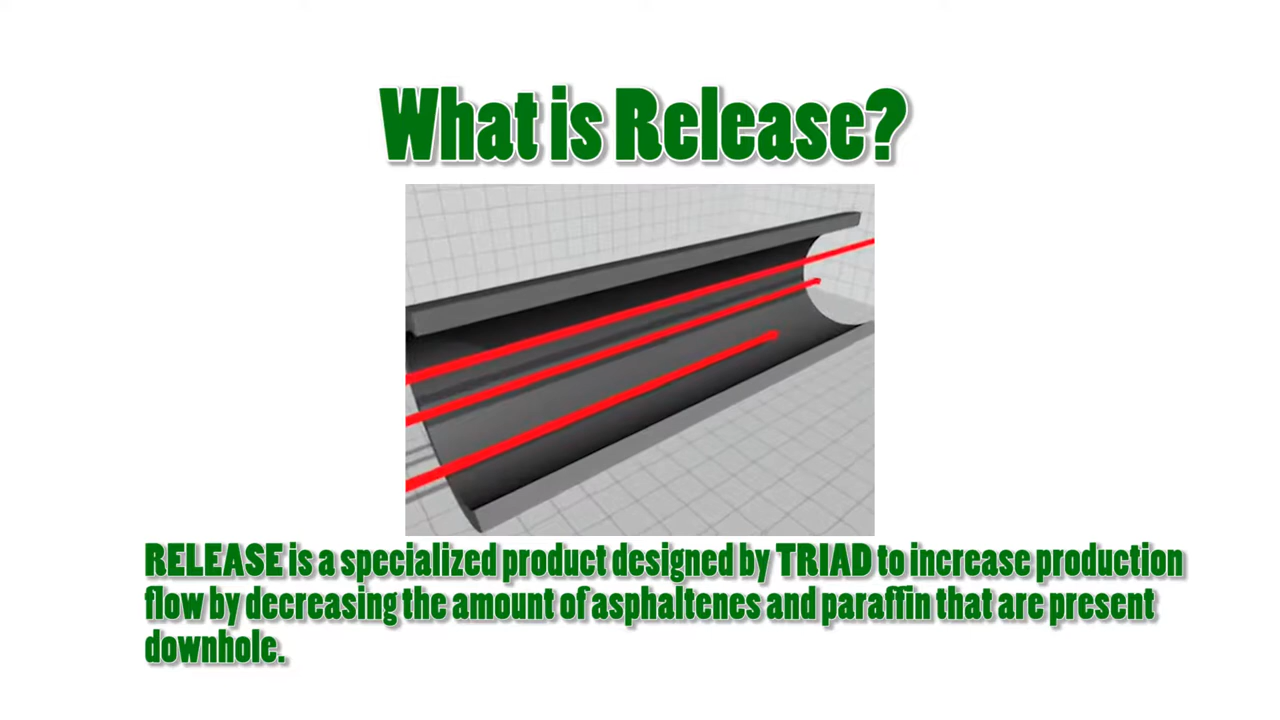 What is Release?
RELEASE is a specialized product designed by TRIAD to increase production
flow by decreasing the amount of asphaltenes and paraffin that are present
downhole.